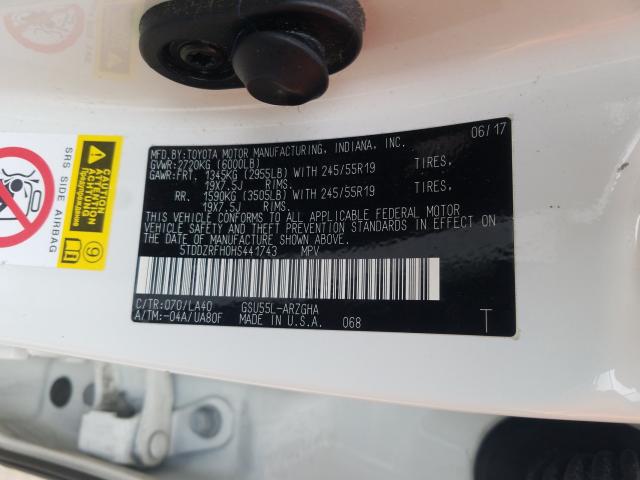 MFD.BY:TOYOTA MOTOR MANUFACTURING, INDIANA, INC. 06/17
GVWR:2720KG (6000LB)
GAWR:FRT. 1345KG (2955LB) WITH 245/55R19 TIRES,
19X7.5J RIMS.
RR. 1590KG (3505LB) WITH 245/55R19 TIRES,
19X7.5J RIMS.
THIS VEHICLE CONFORMS TO ALL APPLICABLE FEDERAL MOTOR
VEHICLE SAFETY AND THEFT PREVENTION STANDARDS IN EFFECT ON
THE DATE OF MANUFACTURE SHOWN ABOVE.
5TDDZRFH0HS441743 MPV
C/TR:070/LA40 GSU55L-ARZGHA
A/TM:-04A/UA80F MADE IN U.S.A. 068
T
SRS SIDE AIRBAG
9